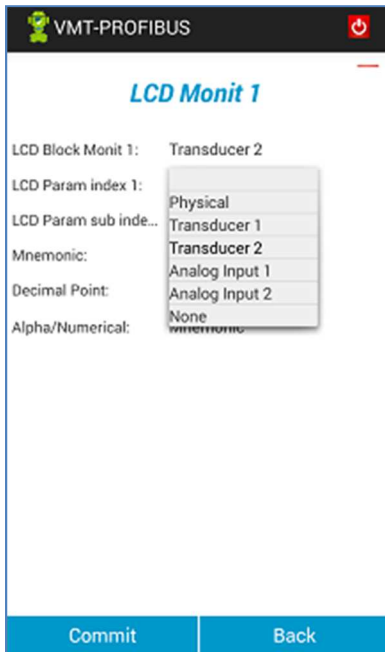 VMT-PROFIBUS
LCD Monit 1
LCD Block Monit 1: Transducer 2
LCD Param index 1:
Physical
LCD Param sub inde... Transducer 1
Transducer 2
Mnemonic:
Analog Input 1
Decimal Point: Analog Input 2
None
Alpha/Numerical: Mnemonic
Commit Back